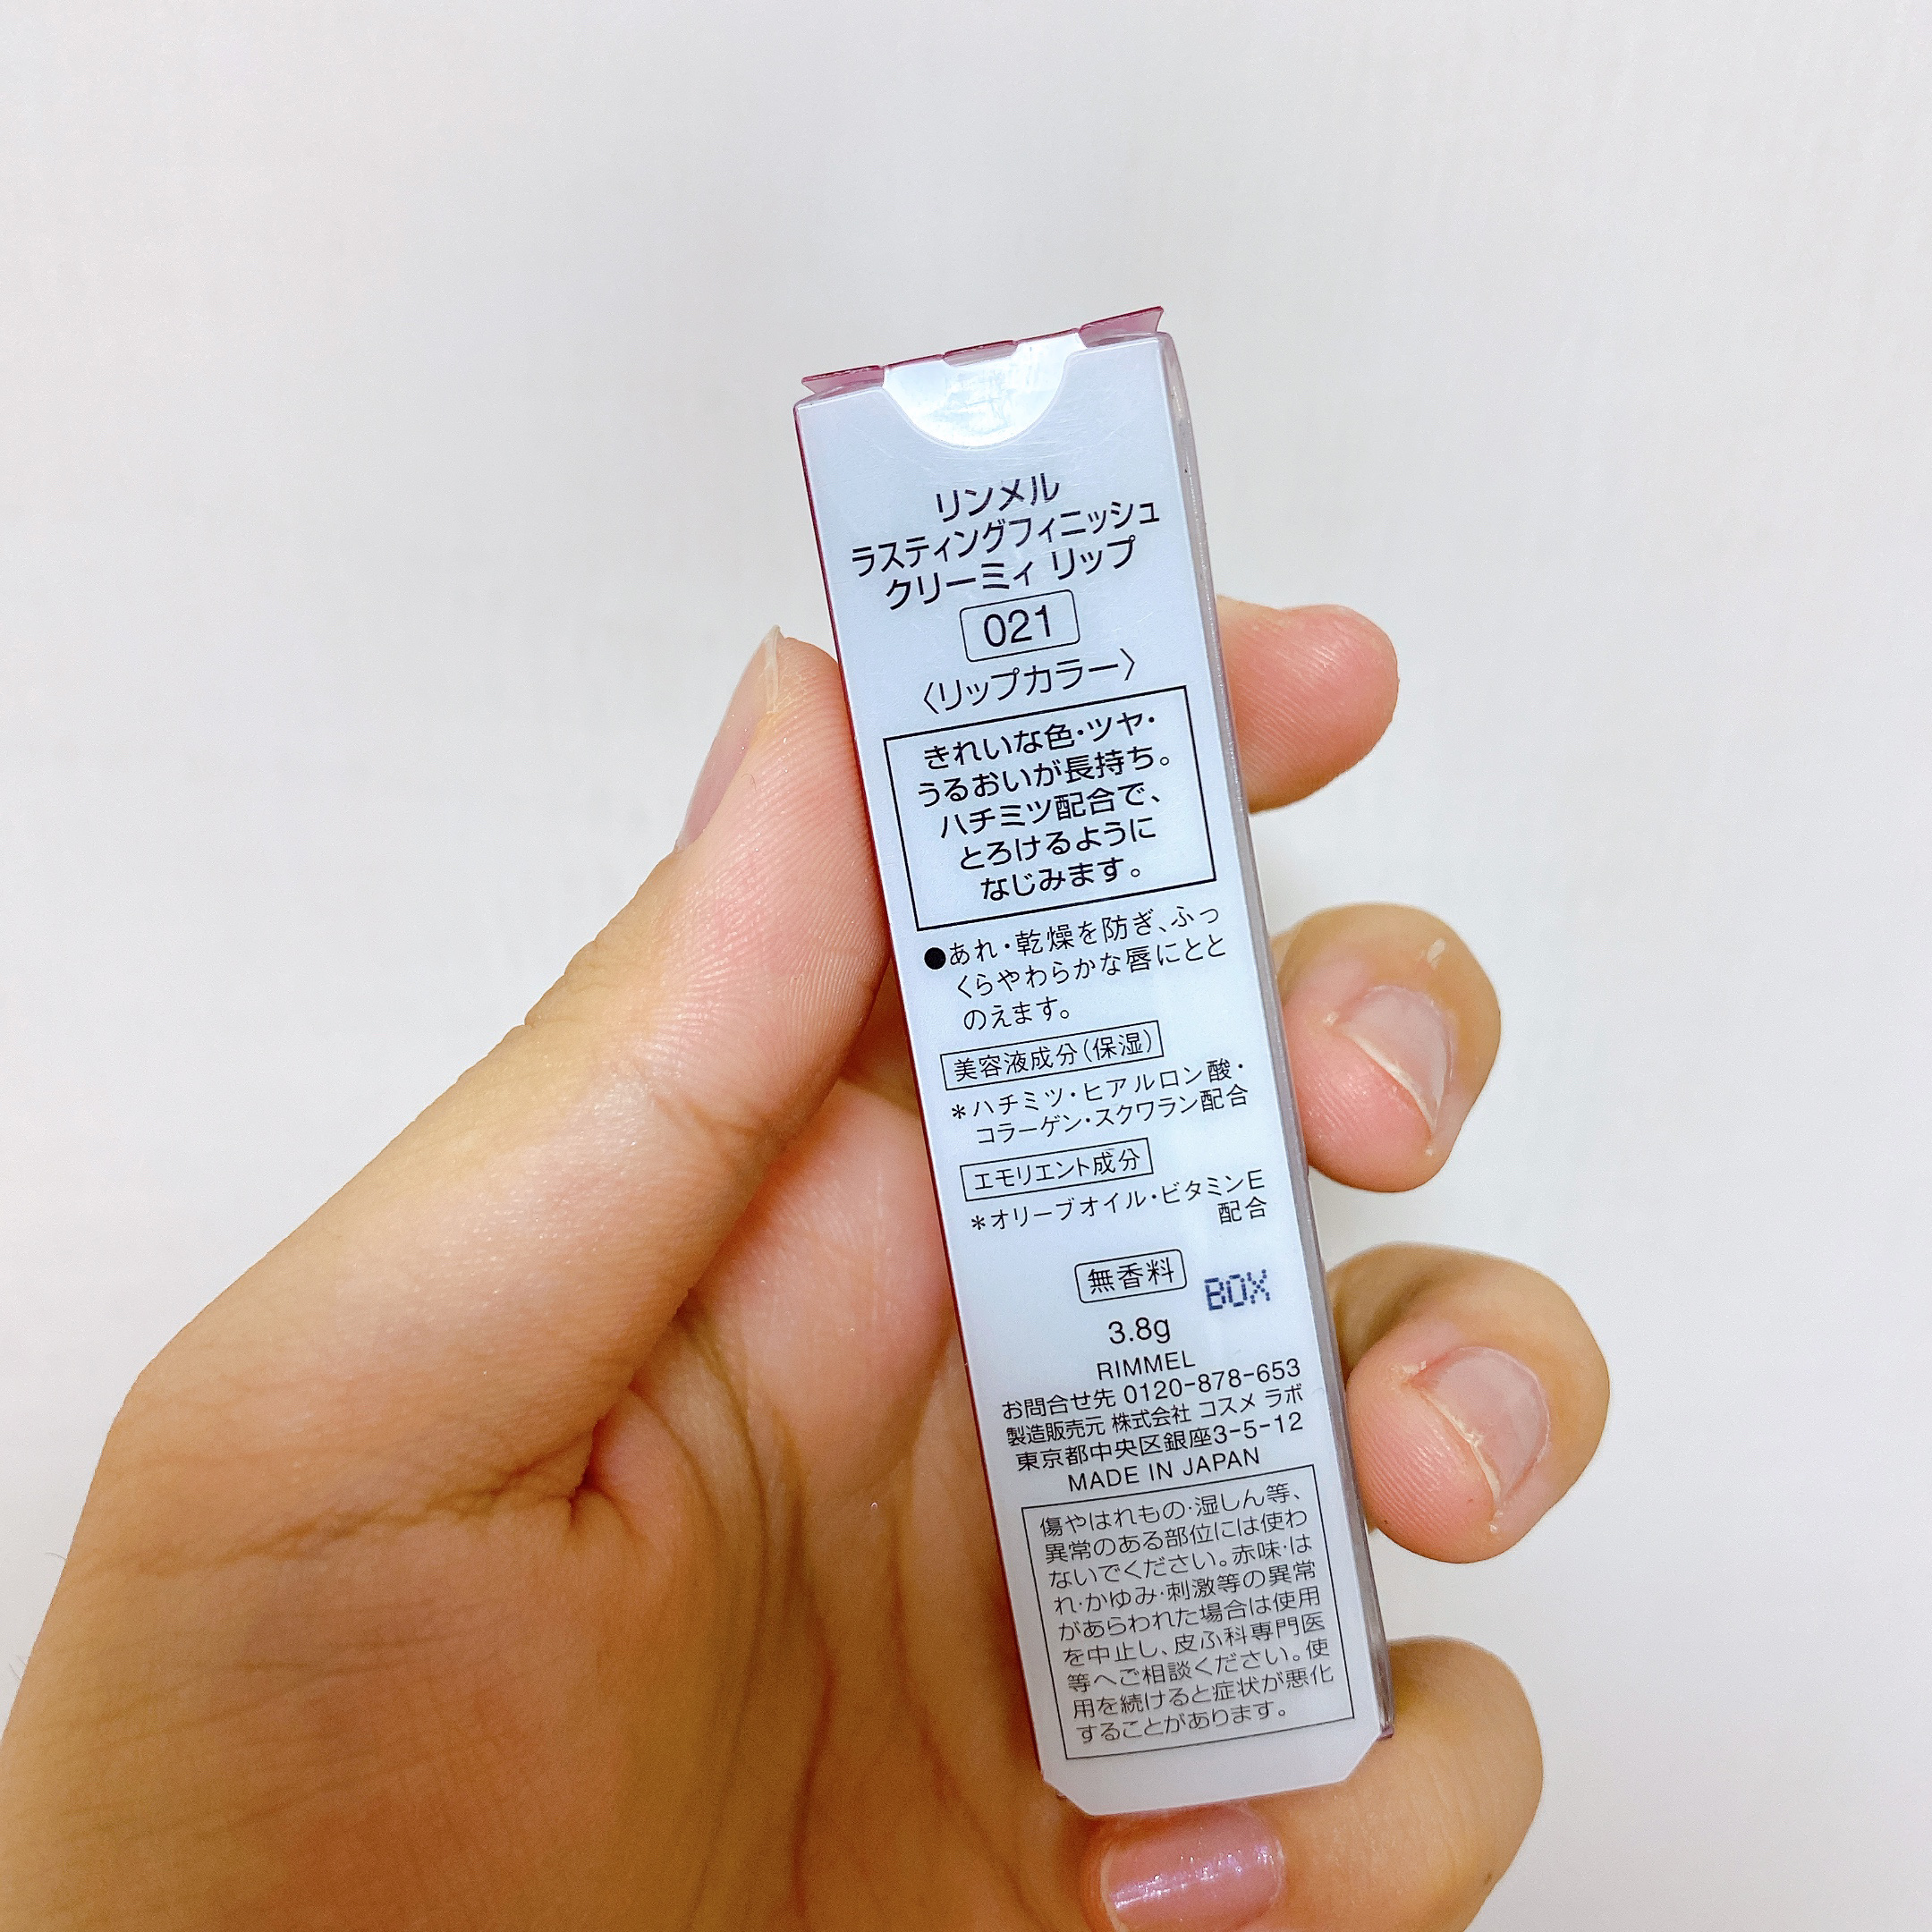 リンメル
ラスティングフィニッシュ
クリーミィ リップ
021
〈リップカラー〉
きれいな色・ツヤ・
うるおいが長持ち。
ハチミツ配合で、
とろけるように
なじみます。
●あれ・乾燥を防ぎ、ふっ
くらやわらかな唇にとと
のえます。
美容液成分(保湿)
＊ハチミツ・ヒアルロン酸・
コラーゲン・スクワラン配合
エモリエント成分
＊オリーブオイル・ビタミンE
配合
無香料
BOX
3.8g
RIMMEL
お問合せ先 0120-878-653
製造販売元 株式会社 コスメ ラボ
東京都中央区銀座3-5-12
MADE IN JAPAN
傷やはれもの・湿しん等、
異常のある部位には使わ
ないでください。赤味・は
れ・かゆみ・刺激等の異常
があらわれた場合は使用
を中止し、皮ふ科専門医
等へご相談ください。使
用を続けると症状が悪化
することがあります。